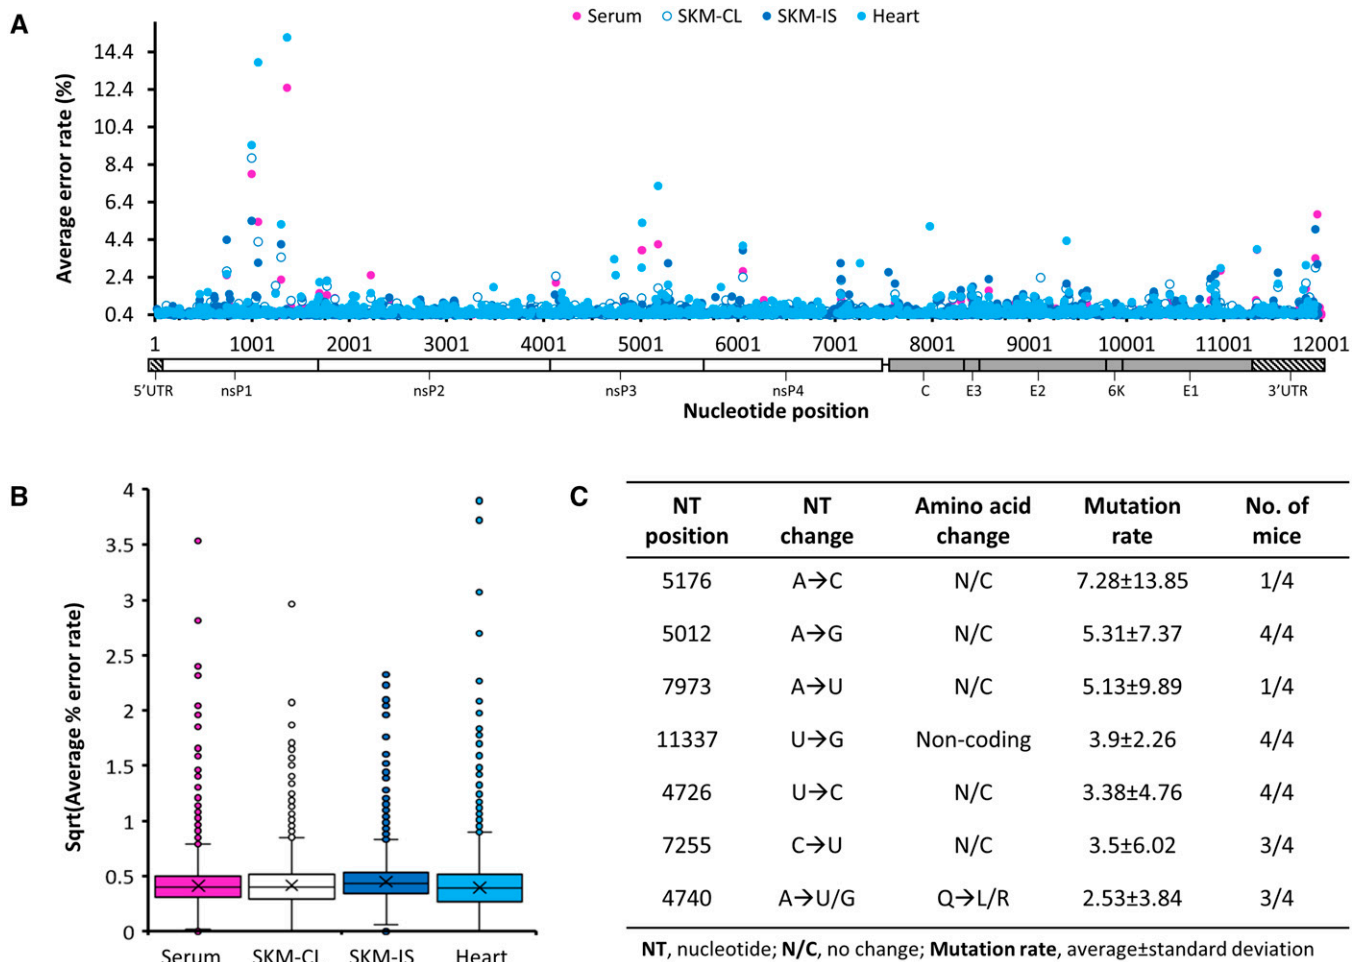 A
Serum SKM-CL SKM-IS Heart
Average error rate (%)
14.4
12.4
10.4
8.4
6.4
4.4
2.4
0.4
1 1001 2001 3001 4001 5001 6001 7001 8001 9001 10001 11001 12001
5'UTR nsP1 nsP2 nsP3 nsP4 C E3 E2 6K E1 3'UTR
Nucleotide position
B
Sqrt(Average % error rate)
4
3.5
3
2.5
2
1.5
1
0.5
0
Serum SKM-CL SKM-IS Heart
C
NT position NT change Amino acid change Mutation rate No. of mice
5176 A→C N/C 7.28±13.85 1/4
5012 A→G N/C 5.31±7.37 4/4
7973 A→U N/C 5.13±9.89 1/4
11337 U→G Non-coding 3.9±2.26 4/4
4726 U→C N/C 3.38±4.76 4/4
7255 C→U N/C 3.5±6.02 3/4
4740 A→U/G Q→L/R 2.53±3.84 3/4
NT, nucleotide; N/C, no change; Mutation rate, average±standard deviation